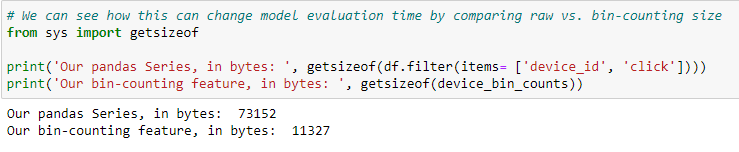 # We can see how this can change model evaluation time by comparing raw vs. bin-counting size
from sys import getsizeof
print('Our pandas Series, in bytes: ', getsizeof(df.filter(items= ['device_id', 'click'])))
print('Our bin-counting feature, in bytes: ', getsizeof(device_bin_counts))
Our pandas Series, in bytes:  73152
Our bin-counting feature, in bytes:  11327